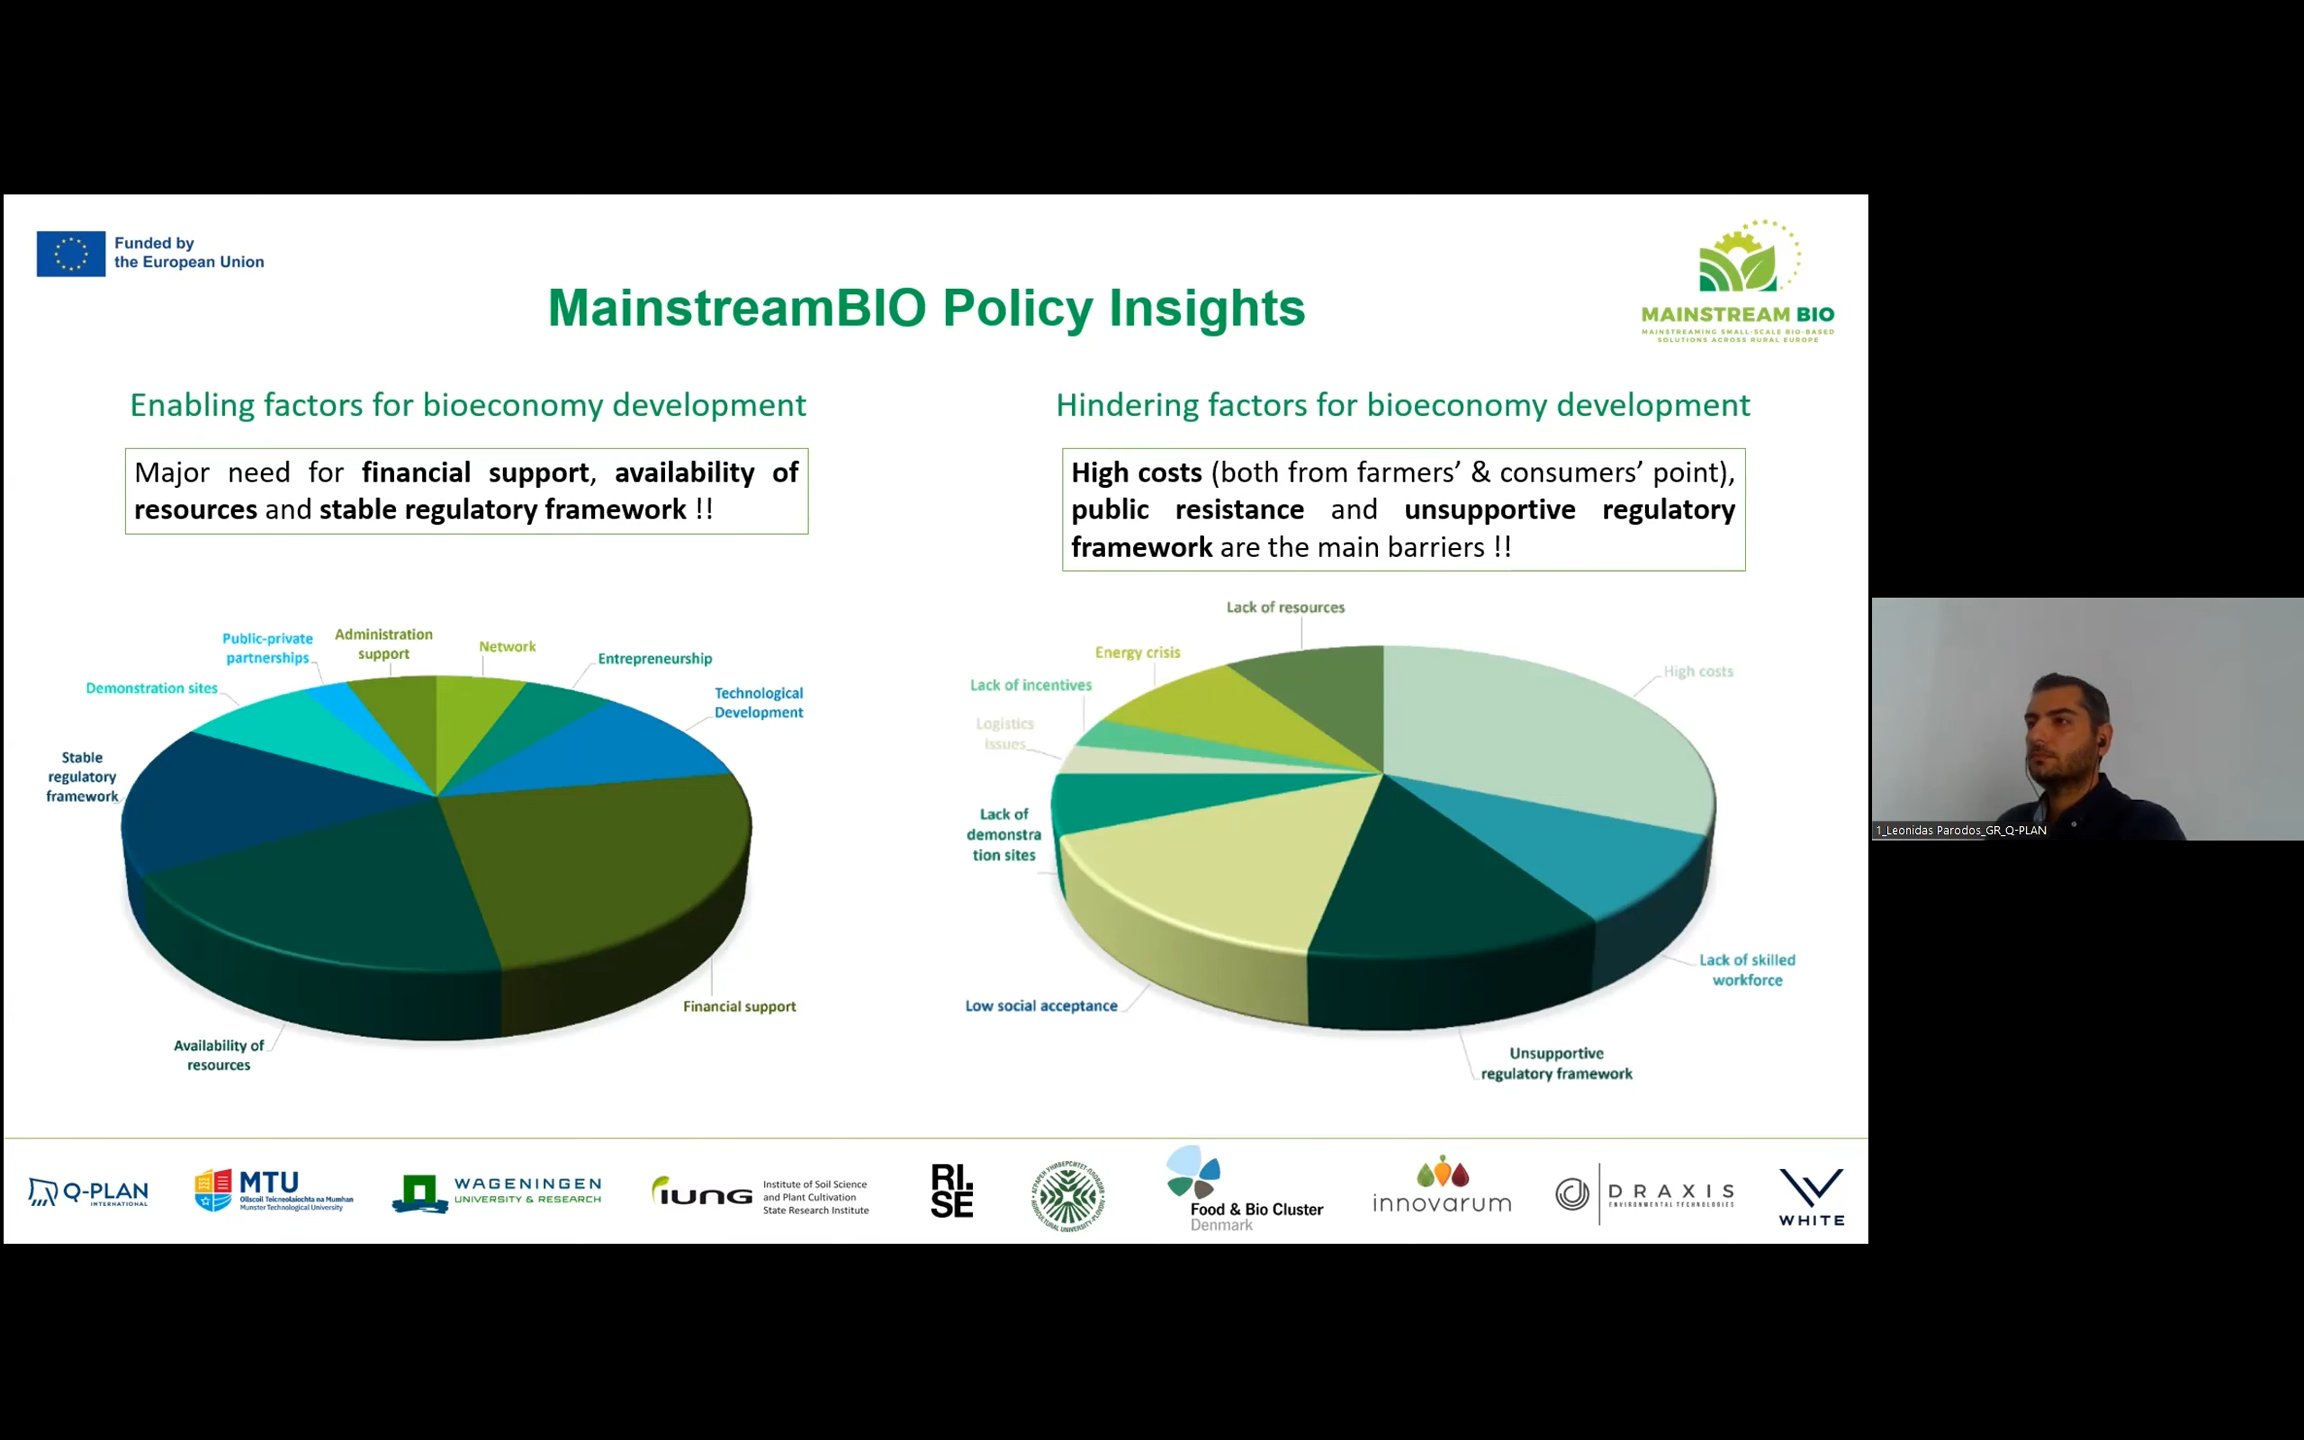 Funded by
the European Union
MainstreamBIO Policy Insights
MAINSTREAM BIO
MAINSTREAMING SMALL-SCALE BIO-BASED
SOLUTIONS ACROSS RURAL EUROPE
Enabling factors for bioeconomy development
Major need for financial support, availability of
resources and stable regulatory framework !!
Public-private
partnerships
Administration
support
Network
Entrepreneurship
Demonstration sites
Technological
Development
Stable
regulatory
framework
Financial support
Availability of
resources
Hindering factors for bioeconomy development
High costs (both from farmers’ & consumers’ point),
public resistance and unsupportive regulatory
framework are the main barriers !!
Lack of resources
Energy crisis
High costs
Lack of incentives
Logistics
issues
Lack of
demonstra
tion sites
Lack of skilled
workforce
Low social acceptance
Unsupportive
regulatory framework
1_Leonidas Parodos_GR_Q-PLAN
Q-PLAN
INTERNATIONAL
MTU
Ollscoil Teicneolaíochta na Mumhan
Munster Technological University
WAGENINGEN
UNIVERSITY & RESEARCH
IUNG
Institute of Soil Science
and Plant Cultivation
State Research Institute
RI.
SE
Food & Bio Cluster
Denmark
innovarum
DRAXIS
ENVIRONMENTAL TECHNOLOGIES
WHITE